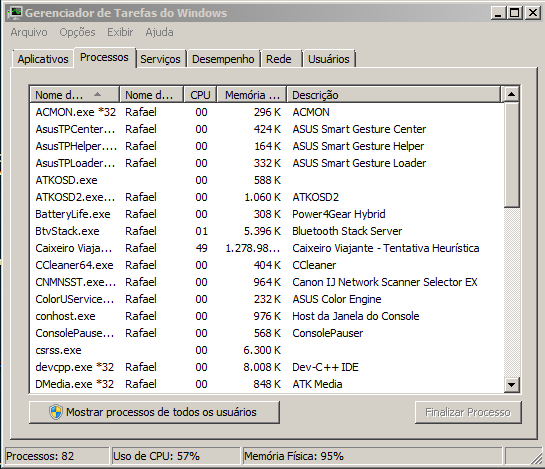 Gerenciador de Tarefas do Windows
Arquivo Opções Exibir Ajuda
Aplicativos Processos Serviços Desempenho Rede Usuários
Nome d... Nome d... CPU Memória ... Descrição
ACMON.exe *32 Rafael 00 296 K ACMON
AsusTPCenter... Rafael 00 424 K ASUS Smart Gesture Center
AsusTPHelper.... Rafael 00 164 K ASUS Smart Gesture Helper
AsusTPLoader... Rafael 00 332 K ASUS Smart Gesture Loader
ATKOSD.exe 00 588 K
ATKOSD2.exe... Rafael 00 1.060 K ATKOSD2
BatteryLife.exe Rafael 00 308 K Power4Gear Hybrid
BtvStack.exe Rafael 01 5.396 K Bluetooth Stack Server
Caixeiro Viaja... Rafael 49 1.278.98... Caixeiro Viajante - Tentativa Heurística
CCleaner64.exe Rafael 00 404 K CCleaner
CNMNSST.exe... Rafael 00 964 K Canon IJ Network Scanner Selector EX
ColorUService... Rafael 00 232 K ASUS Color Engine
conhost.exe Rafael 00 976 K Host da Janela do Console
ConsolePause... Rafael 00 568 K ConsolePauser
csrss.exe 00 6.300 K
devcpp.exe *32 Rafael 00 8.008 K Dev-C++ IDE
DMedia.exe *32 Rafael 00 848 K ATK Media
Mostrar processos de todos os usuários Finalizar Processo
Processos: 82 Uso de CPU: 57% Memória Física: 95%